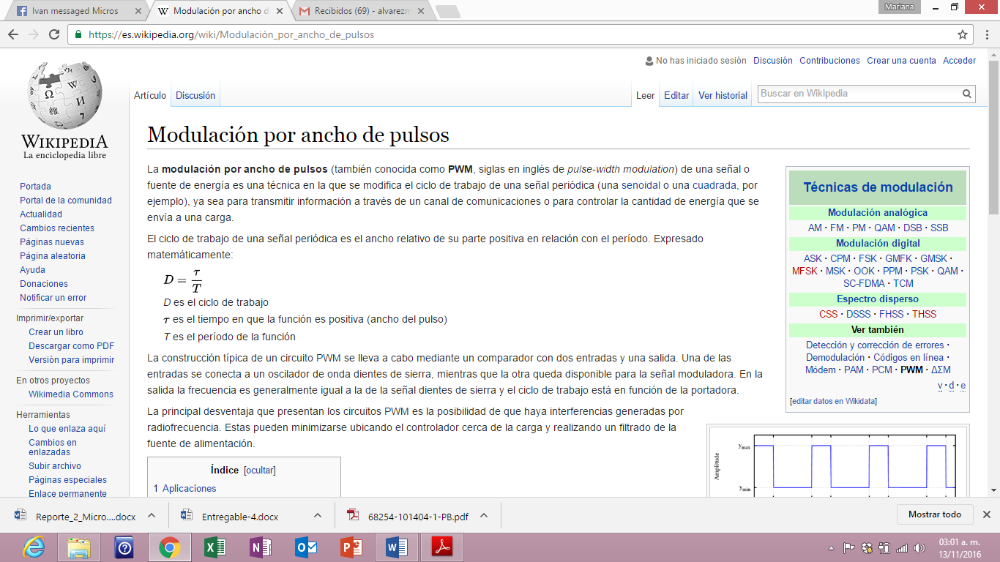 Ivan messaged Micros
Modulación por ancho d
Recibidos (69) - alvarezm
Mariana
https://es.wikipedia.org/wiki/Modulación_por_ancho_de_pulsos
No has iniciado sesión Discusión Contribuciones Crear una cuenta Acceder
Artículo Discusión Leer Editar Ver historial Buscar en Wikipedia
WIKIPEDIA
La enciclopedia libre
Portada
Portal de la comunidad
Actualidad
Cambios recientes
Páginas nuevas
Página aleatoria
Ayuda
Donaciones
Notificar un error
Imprimir/exportar
Crear un libro
Descargar como PDF
Versión para imprimir
En otros proyectos
Wikimedia Commons
Herramientas
Lo que enlaza aquí
Cambios en
enlazadas
Subir archivo
Páginas especiales
Enlace permanente
Modulación por ancho de pulsos
La modulación por ancho de pulsos (también conocida como PWM, siglas en inglés de pulse-width modulation) de una señal o
fuente de energía es una técnica en la que se modifica el ciclo de trabajo de una señal periódica (una senoidal o una cuadrada, por
ejemplo), ya sea para transmitir información a través de un canal de comunicaciones o para controlar la cantidad de energía que se
envía a una carga.
El ciclo de trabajo de una señal periódica es el ancho relativo de su parte positiva en relación con el período. Expresado
matemáticamente:
D = τ/T
D es el ciclo de trabajo
τ es el tiempo en que la función es positiva (ancho del pulso)
T es el período de la función
La construcción típica de un circuito PWM se lleva a cabo mediante un comparador con dos entradas y una salida. Una de las
entradas se conecta a un oscilador de onda dientes de sierra, mientras que la otra queda disponible para la señal moduladora. En la
salida la frecuencia es generalmente igual a la de la señal dientes de sierra y el ciclo de trabajo está en función de la portadora.
La principal desventaja que presentan los circuitos PWM es la posibilidad de que haya interferencias generadas por
radiofrecuencia. Estas pueden minimizarse ubicando el controlador cerca de la carga y realizando un filtrado de la
fuente de alimentación.
Índice [ocultar]
1 Aplicaciones
Técnicas de modulación
Modulación analógica
AM · FM · PM · QAM · DSB · SSB
Modulación digital
ASK · CPM · FSK · GMFK · GMSK ·
MFSK · MSK · OOK · PPM · PSK · QAM ·
SC-FDMA · TCM
Espectro disperso
CSS · DSSS · FHSS · THSS
Ver también
Detección y corrección de errores ·
Demodulación · Códigos en línea ·
Módem · PAM · PCM · PWM · ΔΣM
v · d · e
[editar datos en Wikidata]
ymax
Amplitude
ymin
Reporte_2_Micro....docx
Entregable-4.docx
68254-101404-1-PB.pdf
Mostrar todo
03:01 a. m.
13/11/2016